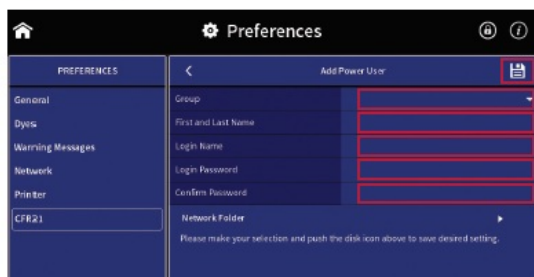 Preferences
PREFERENCES
Add Power User
General
Group
Dyes
First and Last Name
Warning Messages
Login Name
Network
Login Password
Printer
Confirm Password
CFR21
Network Folder
Please make your selection and push the disk icon above to save desired setting.